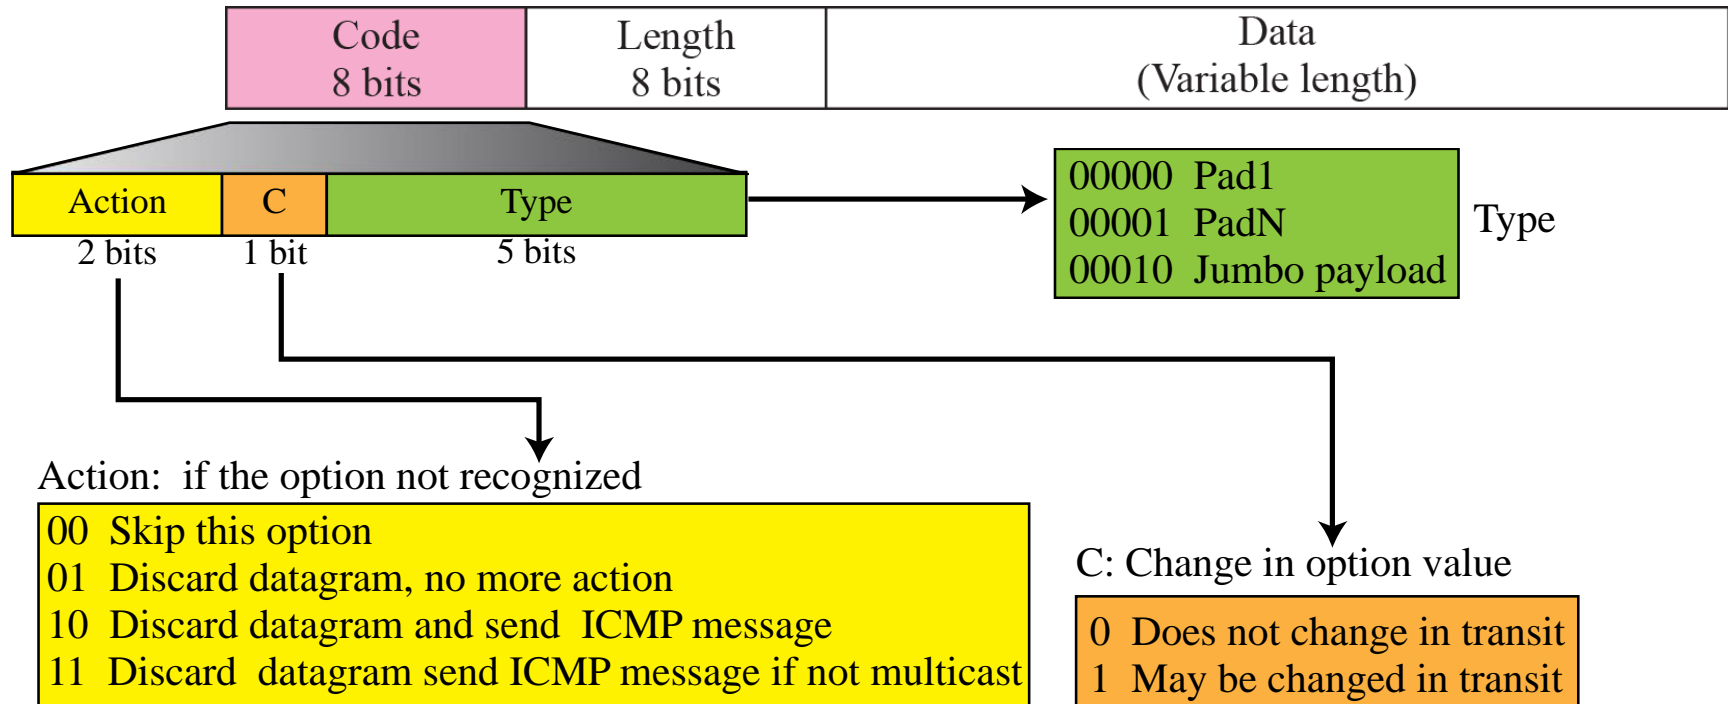 Code
8 bits
Length
8 bits
Data
(Variable length)
Action
C
Type
2 bits
1 bit
5 bits
00000 Pad1
00001 PadN
00010 Jumbo payload
Type
Action: if the option not recognized
00 Skip this option
01 Discard datagram, no more action
10 Discard datagram and send ICMP message
11 Discard datagram send ICMP message if not multicast
C: Change in option value
0 Does not change in transit
1 May be changed in transit